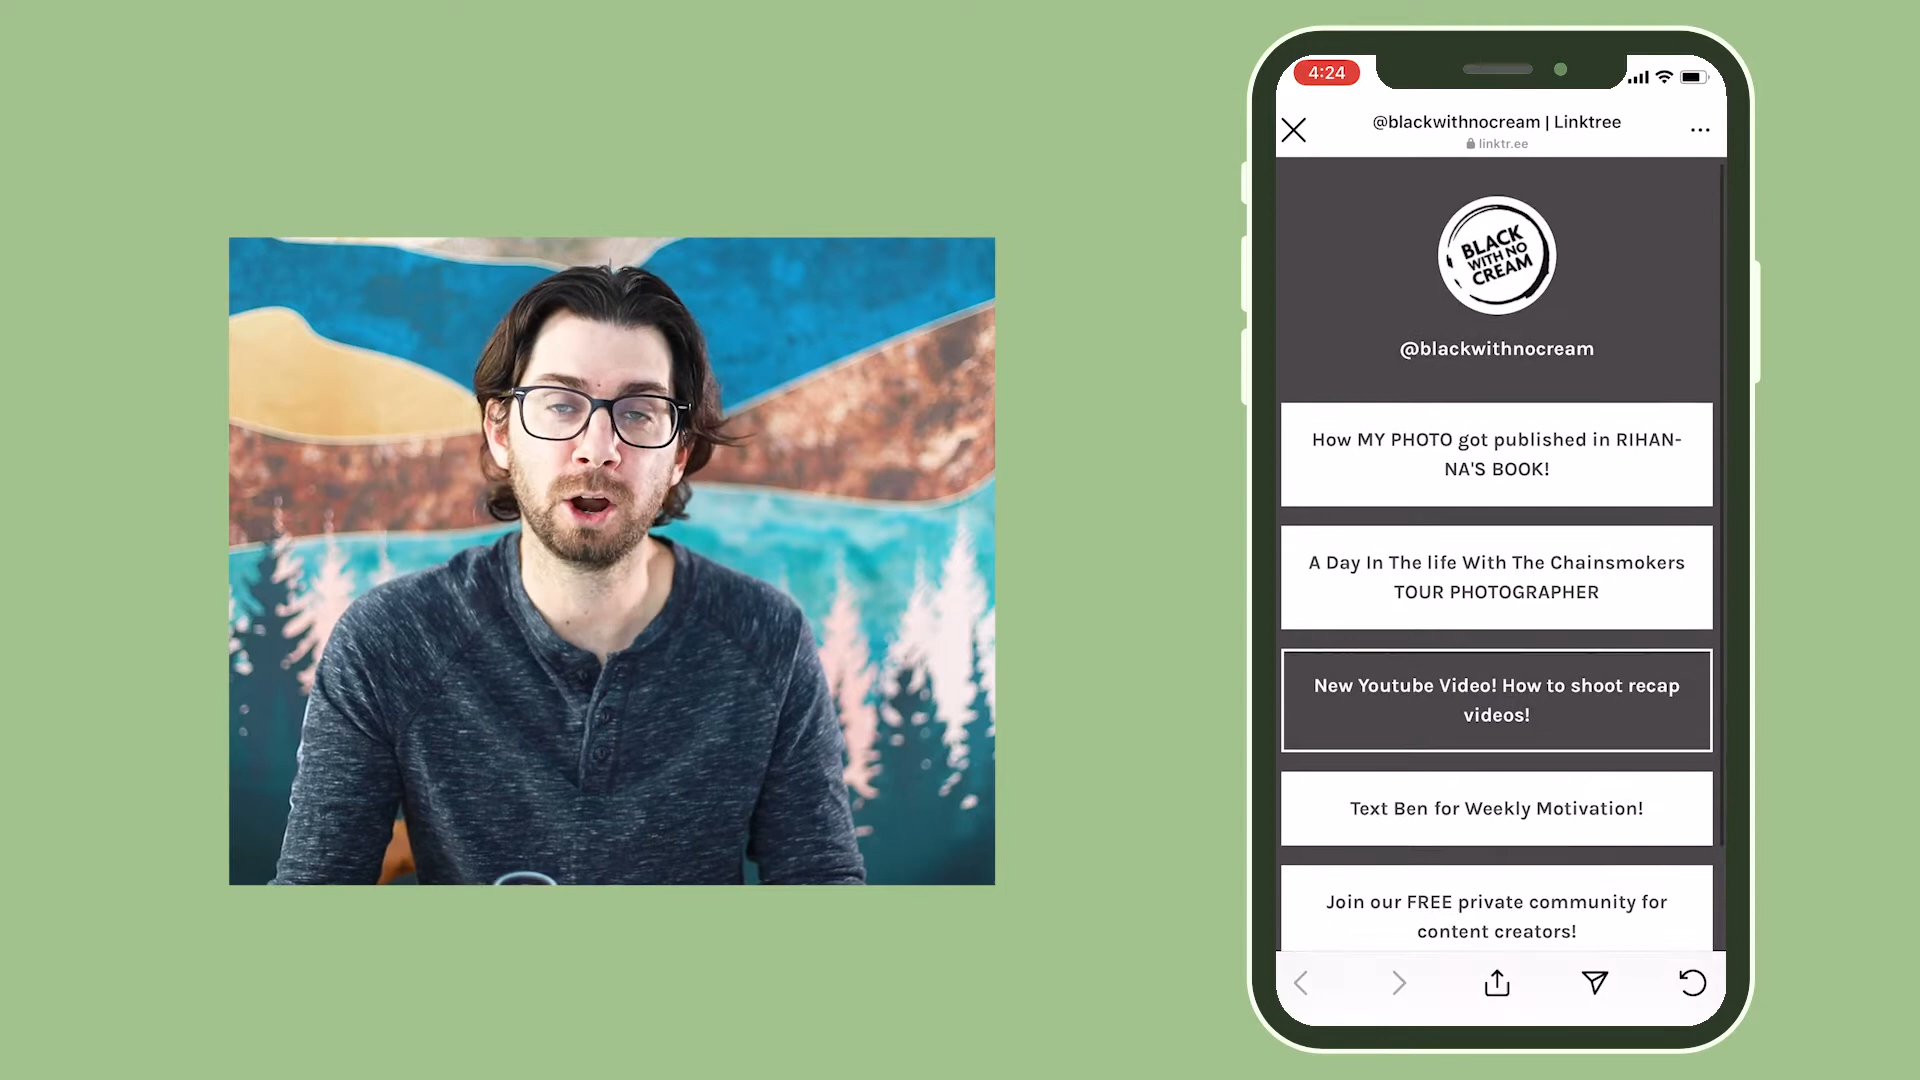 4:24
@blackwithnocream | Linktree
linktr.ee
BLACK
WITH NO
CREAM
@blackwithnocream
How MY PHOTO got published in RIHAN-
NA'S BOOK!
A Day In The life With The Chainsmokers
TOUR PHOTOGRAPHER
New Youtube Video! How to shoot recap
videos!
Text Ben for Weekly Motivation!
Join our FREE private community for
content creators!